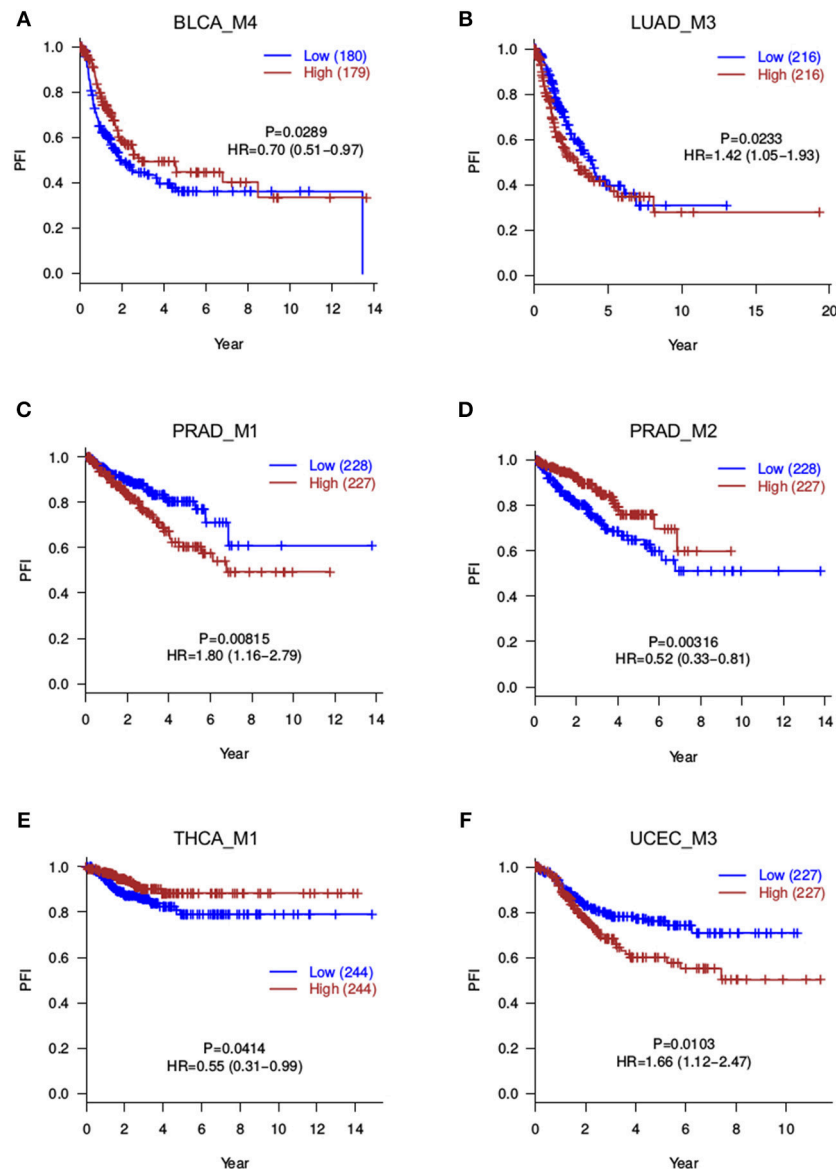 A
BLCA_M4
Low (180)
High (179)
P=0.0289
HR=0.70 (0.51−0.97)
PFI
1.0
0.8
0.6
0.4
0.2
0.0
0 2 4 6 8 10 12 14
Year
B
LUAD_M3
Low (216)
High (216)
P=0.0233
HR=1.42 (1.05−1.93)
PFI
1.0
0.8
0.6
0.4
0.2
0.0
0 5 10 15 20
Year
C
PRAD_M1
Low (228)
High (227)
P=0.00815
HR=1.80 (1.16−2.79)
PFI
1.0
0.8
0.6
0.4
0.2
0.0
0 2 4 6 8 10 12 14
Year
D
PRAD_M2
Low (228)
High (227)
P=0.00316
HR=0.52 (0.33−0.81)
PFI
1.0
0.8
0.6
0.4
0.2
0.0
0 2 4 6 8 10 12 14
Year
E
THCA_M1
Low (244)
High (244)
P=0.0414
HR=0.55 (0.31−0.99)
PFI
1.0
0.8
0.6
0.4
0.2
0.0
0 2 4 6 8 10 12 14
Year
F
UCEC_M3
Low (227)
High (227)
P=0.0103
HR=1.66 (1.12−2.47)
PFI
1.0
0.8
0.6
0.4
0.2
0.0
0 2 4 6 8 10
Year